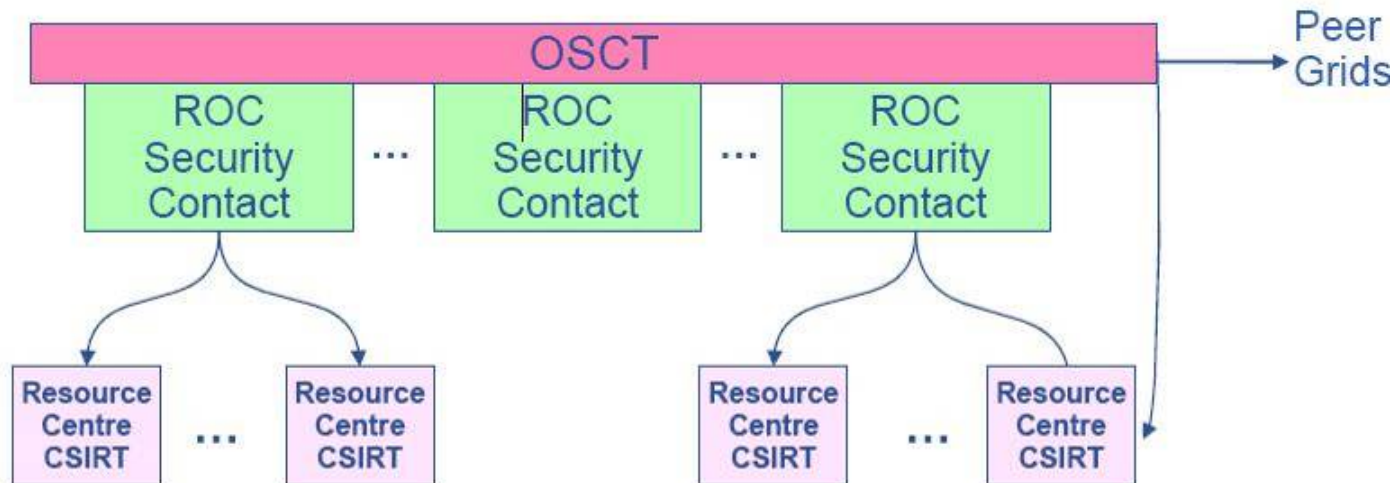 OSCT
Peer
Grids
ROC
Security
Contact
...
ROC
Security
Contact
...
ROC
Security
Contact
Resource
Centre
CSIRT
...
Resource
Centre
CSIRT
Resource
Centre
CSIRT
...
Resource
Centre
CSIRT